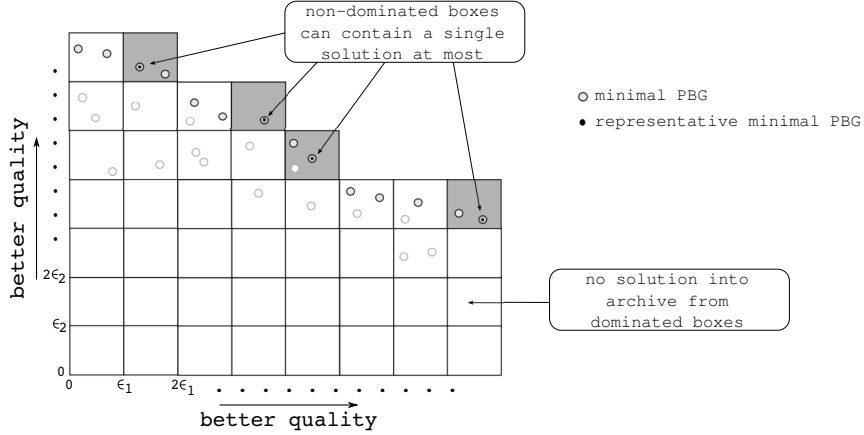 non-dominated boxes
can contain a single
solution at most
minimal PBG
representative minimal PBG
better quality
2ϵ2
ϵ2
0
no solution into
archive from
dominated boxes
0
ϵ1
2ϵ1
better quality